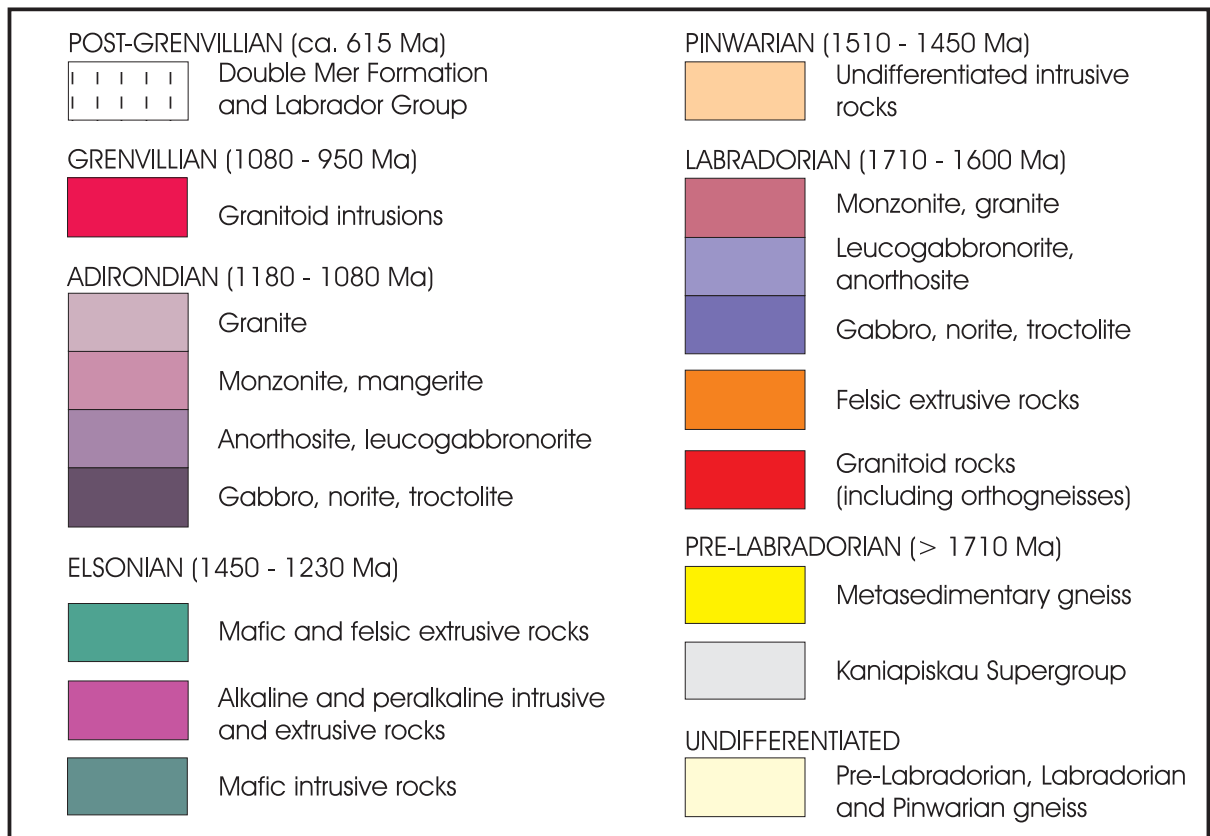 POST-GRENVILLIAN (ca. 615 Ma)
Double Mer Formation
and Labrador Group
GRENVILLIAN (1080 - 950 Ma)
Granitoid intrusions
ADIRONDIAN (1180 - 1080 Ma)
Granite
Monzonite, mangerite
Anorthosite, leucogabbronorite
Gabbro, norite, troctolite
ELSONIAN (1450 - 1230 Ma)
Mafic and felsic extrusive rocks
Alkaline and peralkaline intrusive
and extrusive rocks
Mafic intrusive rocks
PINWARIAN (1510 - 1450 Ma)
Undifferentiated intrusive
rocks
LABRADORIAN (1710 - 1600 Ma)
Monzonite, granite
Leucogabbronorite,
anorthosite
Gabbro, norite, troctolite
Felsic extrusive rocks
Granitoid rocks
(including orthogneisses)
PRE-LABRADORIAN (> 1710 Ma)
Metasedimentary gneiss
Kaniapiskau Supergroup
UNDIFFERENTIATED
Pre-Labradorian, Labradorian
and Pinwarian gneiss